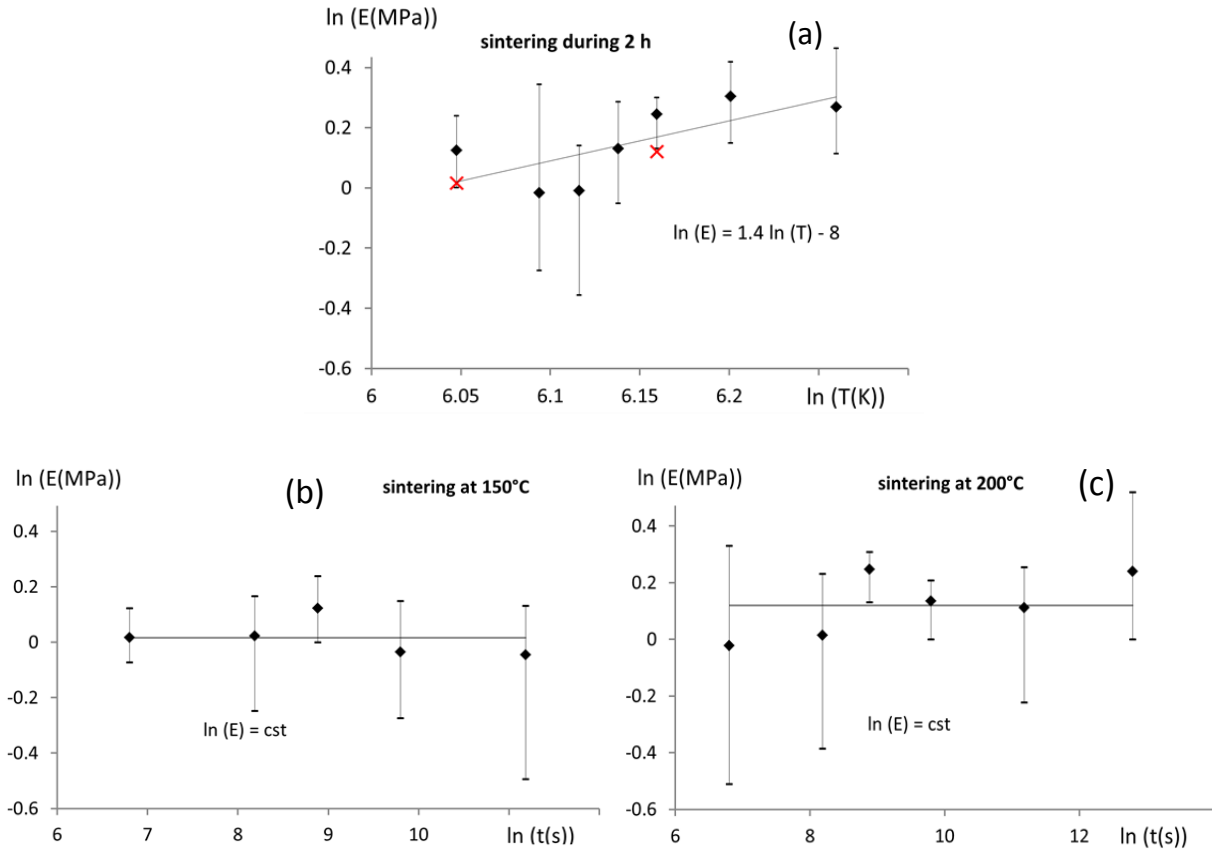 ln (E(MPa))
sintering during 2 h
(a)
0.4
0.2
0
-0.2
-0.4
-0.6
ln (E) = 1.4 ln (T) - 8
6 6.05 6.1 6.15 6.2 ln (T(K))
ln (E(MPa))
(b)
sintering at 150°C
0.4
0.2
0
-0.2
-0.4
-0.6
ln (E) = cst
6 7 8 9 10 ln (t(s))
ln (E(MPa))
sintering at 200°C
(c)
0.4
0.2
0
-0.2
-0.4
-0.6
ln (E) = cst
6 8 10 12 ln (t(s))